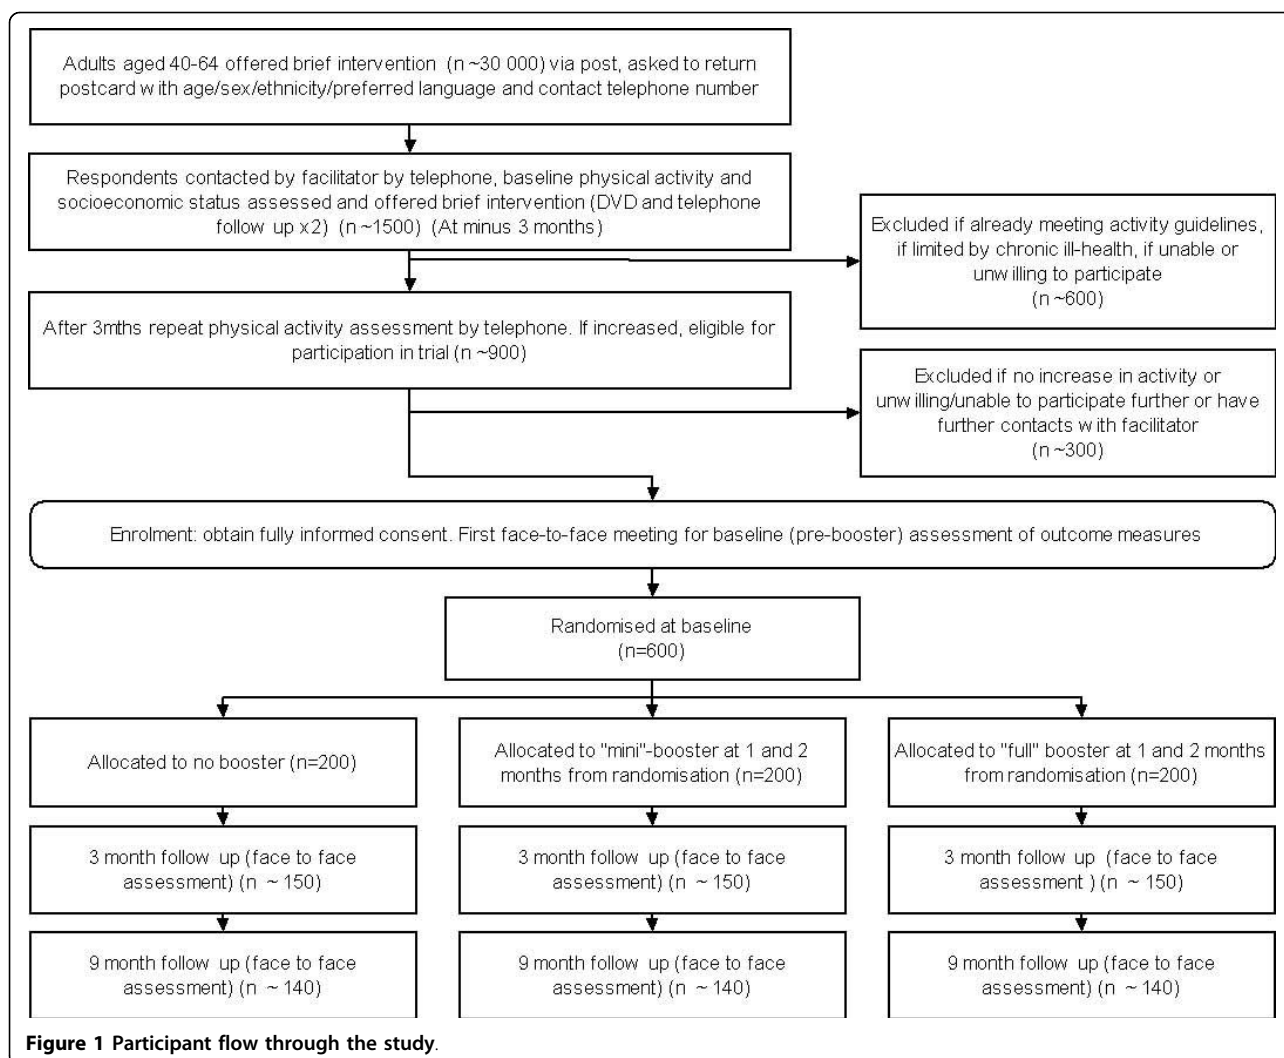 Adults aged 40-64 offered brief intervention (n ~30 000) via post, asked to return
postcard with age/sex/ethnicity/preferred language and contact telephone number
Respondents contacted by facilitator by telephone, baseline physical activity and
socioeconomic status assessed and offered brief intervention (DVD and telephone
follow up x2) (n ~1500) (At minus 3 months)
Excluded if already meeting activity guidelines,
if limited by chronic ill-health, if unable or
unwilling to participate
(n ~600)
After 3mths repeat physical activity assessment by telephone. If increased, eligible for
participation in trial (n ~900)
Excluded if no increase in activity or
unwilling/unable to participate further or have
further contacts with facilitator
(n ~300)
Enrolment: obtain fully informed consent. First face-to-face meeting for baseline (pre-booster) assessment of outcome measures
Randomised at baseline
(n=600)
Allocated to no booster (n=200)
Allocated to "mini"-booster at 1 and 2
months from randomisation (n=200)
Allocated to "full" booster at 1 and 2 months
from randomisation (n=200)
3 month follow up (face to face
assessment) (n ~ 150)
3 month follow up (face to face
assessment) (n ~ 150)
3 month follow up (face to face
assessment ) (n ~ 150)
9 month follow up (face to face
assessment) (n ~ 140)
9 month follow up (face to face
assessment) (n ~ 140)
9 month follow up (face to face
assessment) (n ~ 140)
Figure 1 Participant flow through the study.